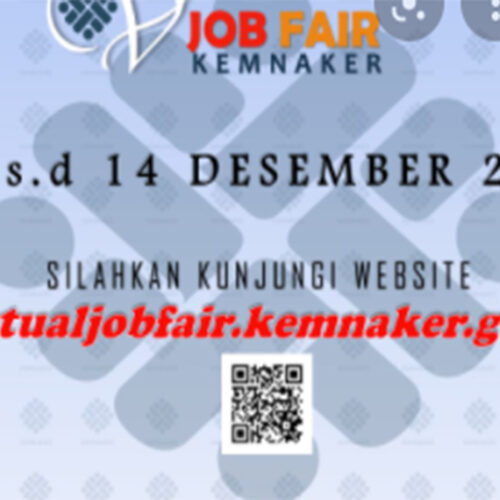 JOB FAIR
KEMNAKER
s.d 14 DESEMBER 2
SILAHKAN KUNJUNGI WEBSITE
tualjobfair.kemnaker.g